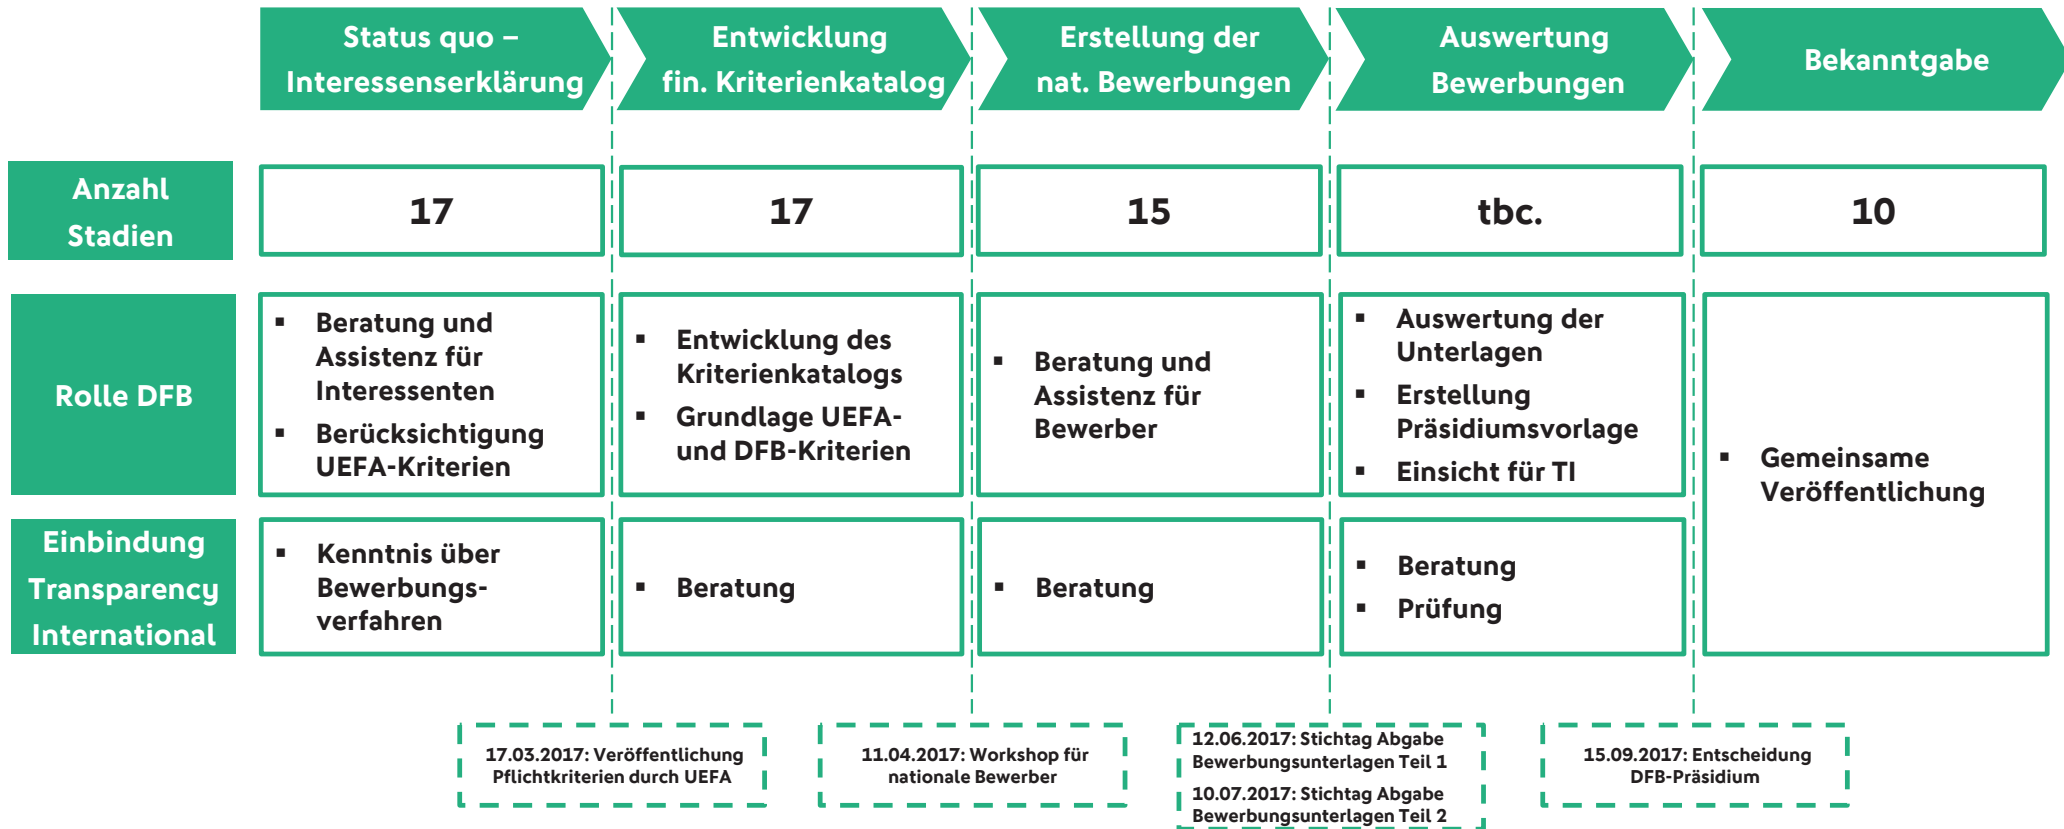 Status quo –
Interessenserklärung
Entwicklung
fin. Kriterienkatalog
Erstellung der
nat. Bewerbungen
Auswertung
Bewerbungen
Bekanntgabe
Anzahl
Stadien
17
17
15
tbc.
10
Rolle DFB
▪ Beratung und
Assistenz für
Interessenten
▪ Berücksichtigung
UEFA-Kriterien
▪ Entwicklung des
Kriterienkatalogs
▪ Grundlage UEFA-
und DFB-Kriterien
▪ Beratung und
Assistenz für
Bewerber
▪ Auswertung der
Unterlagen
▪ Erstellung
Präsidiumsvorlage
▪ Einsicht für TI
▪ Gemeinsame
Veröffentlichung
Einbindung
Transparency
International
▪ Kenntnis über
Bewerbungs-
verfahren
▪ Beratung
▪ Beratung
▪ Beratung
▪ Prüfung
17.03.2017: Veröffentlichung
Pflichtkriterien durch UEFA
11.04.2017: Workshop für
nationale Bewerber
12.06.2017: Stichtag Abgabe
Bewerbungsunterlagen Teil 1
10.07.2017: Stichtag Abgabe
Bewerbungsunterlagen Teil 2
15.09.2017: Entscheidung
DFB-Präsidium